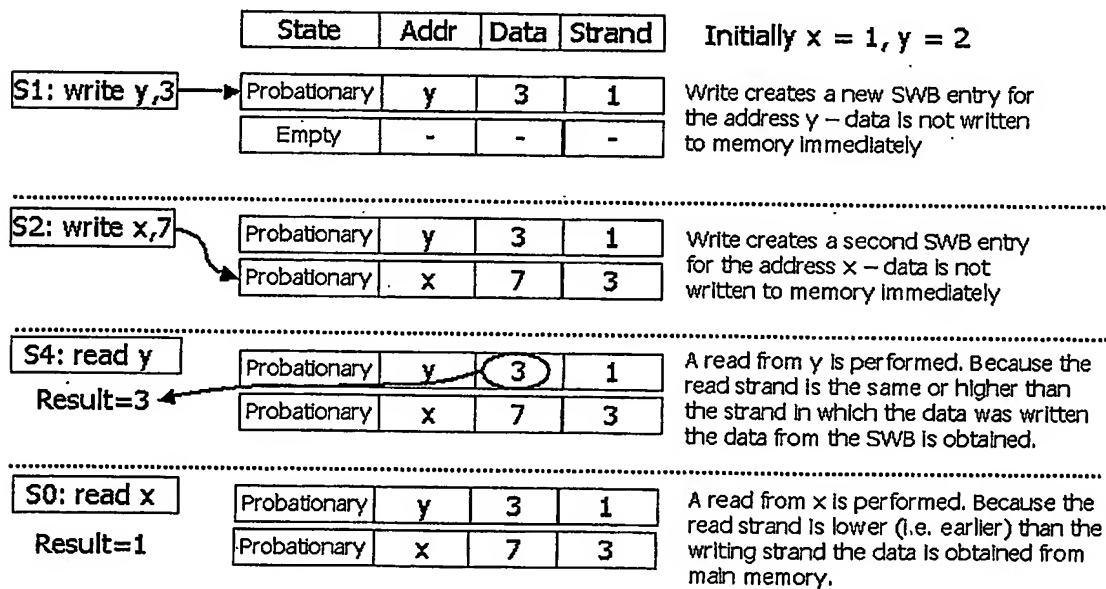 State Addr Data Strand Initially x = 1, y = 2
S1: write y,3 Probationary y 3 1 Write creates a new SWB entry for
Empty - - - the address y – data is not written
to memory immediately
S2: write x,7 Probationary y 3 1 Write creates a second SWB entry
Probationary x 7 3 for the address x – data is not
written to memory immediately
S4: read y Probationary y 3 1 A read from y is performed. Because the
Result=3 Probationary x 7 3 read strand is the same or higher than
the strand in which the data was written
the data from the SWB is obtained.
S0: read x Probationary y 3 1 A read from x is performed. Because the
Result=1 Probationary x 7 3 read strand is lower (i.e. earlier) than the
writing strand the data is obtained from
main memory.